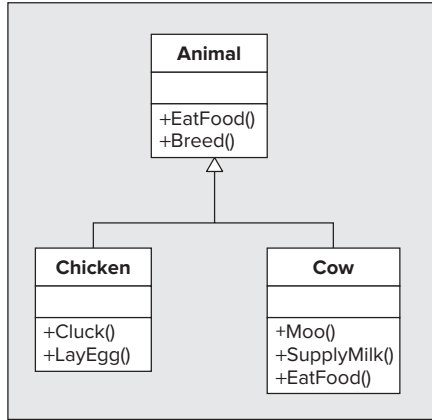 Animal
+EatFood()
+Breed()
Chicken
+Cluck()
+LayEgg()
Cow
+Moo()
+SupplyMilk()
+EatFood()